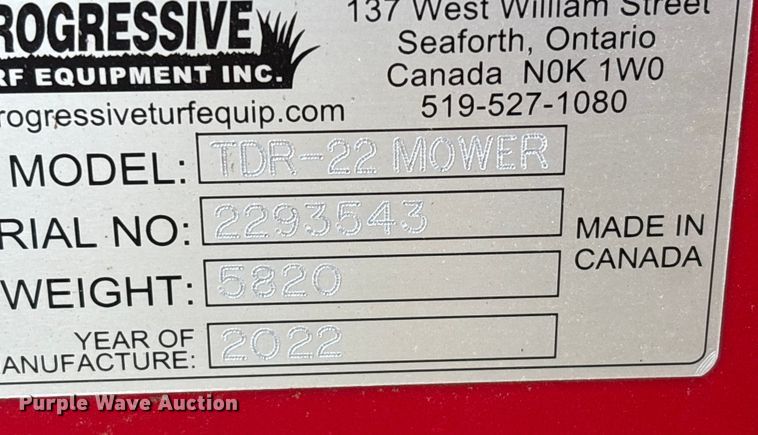 ROGRESSIVE
RF EQUIPMENT INC.
rogressiveturfequip.com
137 West William Street
Seaforth, Ontario
Canada N0K 1W0
519-527-1080
MODEL: TDR-22 MOWER
RIAL NO: 2293543
WEIGHT: 5820
YEAR OF
ANUFACTURE: 2022
MADE IN
CANADA
Purple Wave Auction